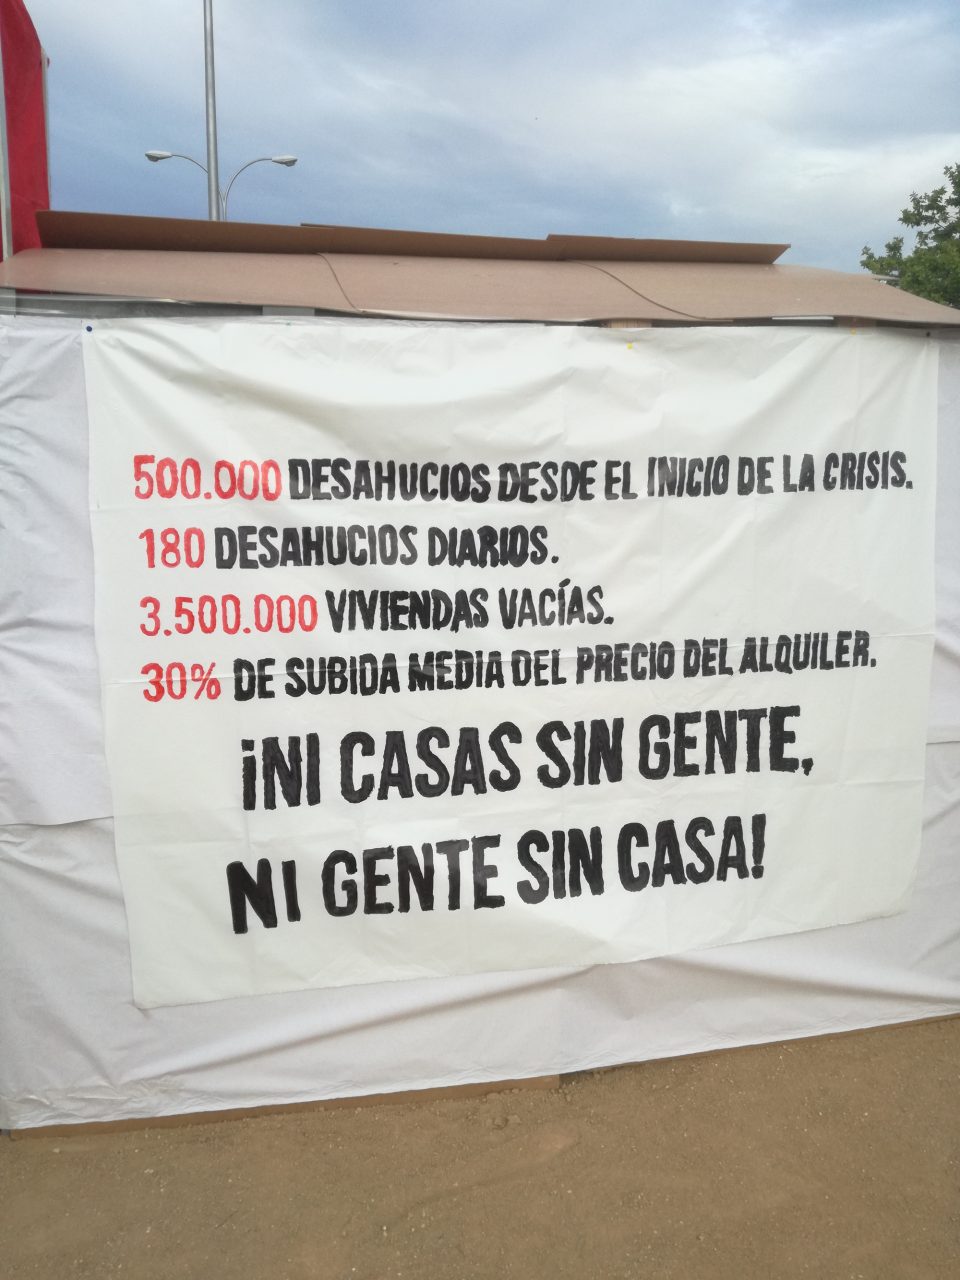 500.000 DESAHUCIOS DESDE EL INICIO DE LA CRISIS.
180 DESAHUCIOS DIARIOS.
3.500.000 VIVIENDAS VACÍAS.
30% DE SUBIDA MEDIA DEL PRECIO DEL ALQUILER.
¡NI CASAS SIN GENTE,
NI GENTE SIN CASA!